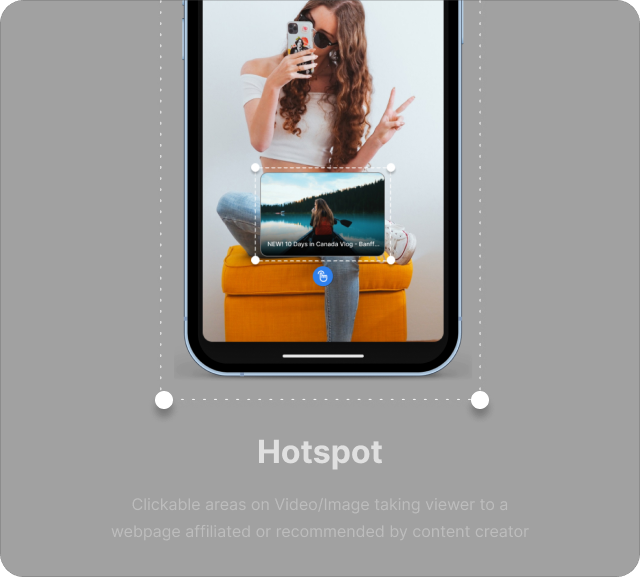 NEW! 10 Days in Canada Vlog - Banff...
Hotspot
Clickable areas on Video/Image taking viewer to a
webpage affiliated or recommended by content creator